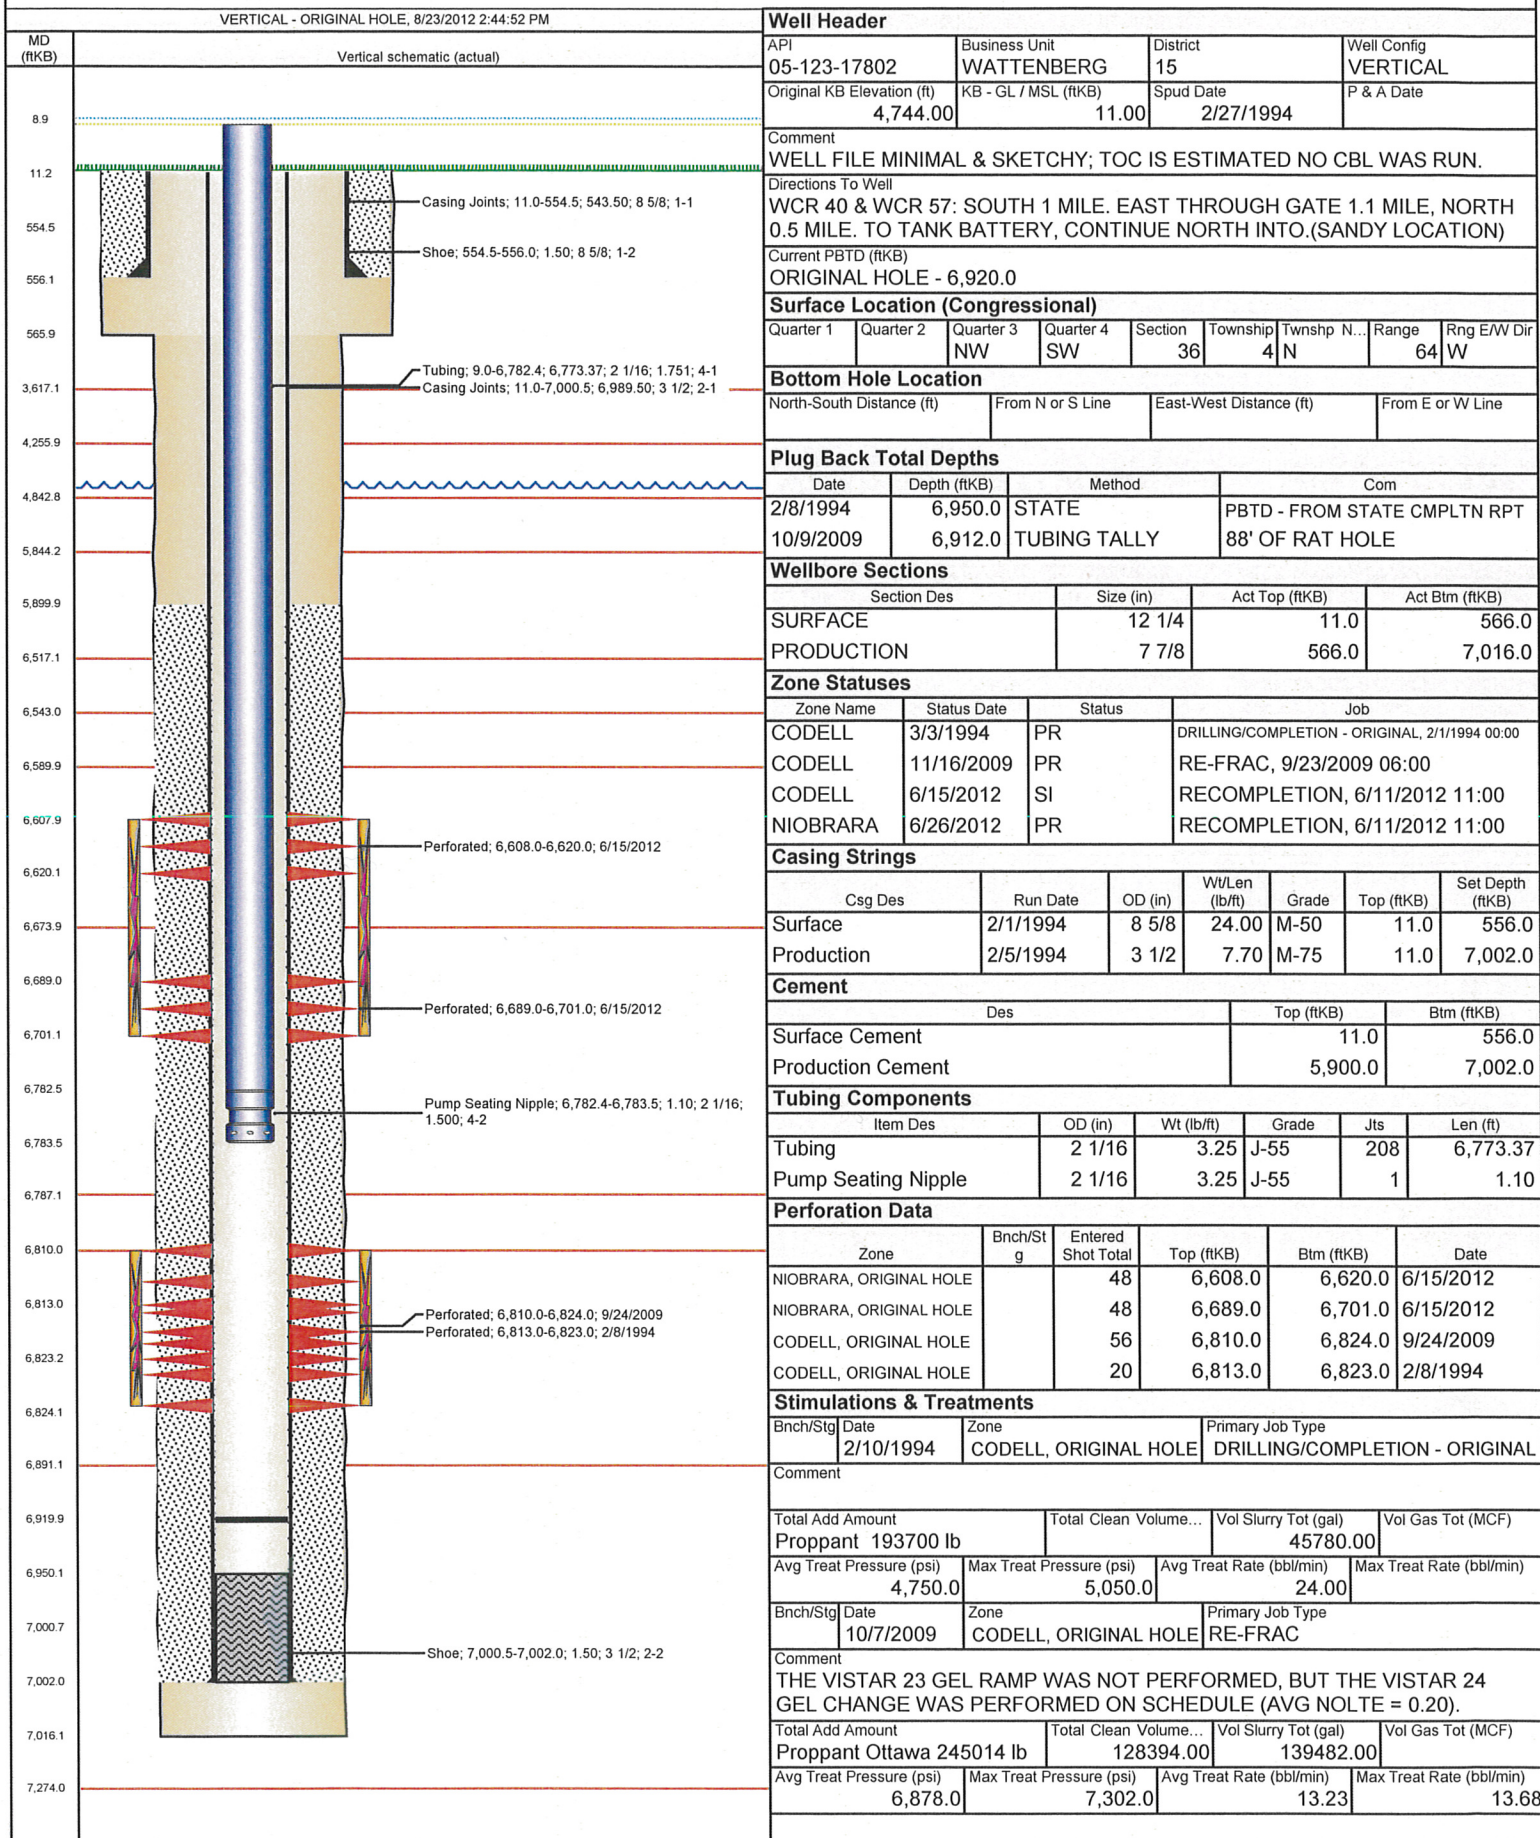 VERTICAL - ORIGINAL HOLE, 8/23/2012 2:44:52 PM
MD (ftKB)
Vertical schematic (actual)
8.9
11.2
Casing Joints; 11.0-554.5; 543.50; 8 5/8; 1-1
554.5
Shoe; 554.5-556.0; 1.50; 8 5/8; 1-2
556.1
565.9
Tubing; 9.0-6,782.4; 6,773.37; 2 1/16; 1.751; 4-1
3,617.1
Casing Joints; 11.0-7,000.5; 6,989.50; 3 1/2; 2-1
4,255.9
4,842.8
5,844.2
5,899.9
6,517.1
6,543.0
6,589.9
6,607.9
Perforated; 6,608.0-6,620.0; 6/15/2012
6,620.1
6,673.9
6,689.0
Perforated; 6,689.0-6,701.0; 6/15/2012
6,701.1
6,782.5
Pump Seating Nipple; 6,782.4-6,783.5; 1.10; 2 1/16;
1.500; 4-2
6,783.5
6,787.1
6,810.0
6,813.0
Perforated; 6,810.0-6,824.0; 9/24/2009
Perforated; 6,813.0-6,823.0; 2/8/1994
6,823.2
6,824.1
6,891.1
6,919.9
6,950.1
7,000.7
Shoe; 7,000.5-7,002.0; 1.50; 3 1/2; 2-2
7,002.0
7,016.1
7,274.0
Well Header
API Business Unit District Well Config
05-123-17802 WATTENBERG 15 VERTICAL
Original KB Elevation (ft) KB - GL / MSL (ftKB) Spud Date P & A Date
4,744.00 11.00 2/27/1994
Comment
WELL FILE MINIMAL & SKETCHY; TOC IS ESTIMATED NO CBL WAS RUN.
Directions To Well
WCR 40 & WCR 57: SOUTH 1 MILE. EAST THROUGH GATE 1.1 MILE, NORTH
0.5 MILE. TO TANK BATTERY, CONTINUE NORTH INTO.(SANDY LOCATION)
Current PBTD (ftKB)
ORIGINAL HOLE - 6,920.0
Surface Location (Congressional)
Quarter 1 Quarter 2 Quarter 3 Quarter 4 Section Township Twnshp N... Range Rng E/W Dir
NW SW 36 4 N 64 W
Bottom Hole Location
North-South Distance (ft) From N or S Line East-West Distance (ft) From E or W Line
Plug Back Total Depths
Date Depth (ftKB) Method Com
2/8/1994 6,950.0 STATE PBTD - FROM STATE CMPLTN RPT
10/9/2009 6,912.0 TUBING TALLY 88' OF RAT HOLE
Wellbore Sections
Section Des Size (in) Act Top (ftKB) Act Btm (ftKB)
SURFACE 12 1/4 11.0 566.0
PRODUCTION 7 7/8 566.0 7,016.0
Zone Statuses
Zone Name Status Date Status Job
CODELL 3/3/1994 PR DRILLING/COMPLETION - ORIGINAL, 2/1/1994 00:00
CODELL 11/16/2009 PR RE-FRAC, 9/23/2009 06:00
CODELL 6/15/2012 SI RECOMPLETION, 6/11/2012 11:00
NIOBRARA 6/26/2012 PR RECOMPLETION, 6/11/2012 11:00
Casing Strings
Csg Des Run Date OD (in) Wt/Len (lb/ft) Grade Top (ftKB) Set Depth (ftKB)
Surface 2/1/1994 8 5/8 24.00 M-50 11.0 556.0
Production 2/5/1994 3 1/2 7.70 M-75 11.0 7,002.0
Cement
Des Top (ftKB) Btm (ftKB)
Surface Cement 11.0 556.0
Production Cement 5,900.0 7,002.0
Tubing Components
Item Des OD (in) Wt (lb/ft) Grade Jts Len (ft)
Tubing 2 1/16 3.25 J-55 208 6,773.37
Pump Seating Nipple 2 1/16 3.25 J-55 1 1.10
Perforation Data
Zone Bnch/St g Entered Shot Total Top (ftKB) Btm (ftKB) Date
NIOBRARA, ORIGINAL HOLE 48 6,608.0 6,620.0 6/15/2012
NIOBRARA, ORIGINAL HOLE 48 6,689.0 6,701.0 6/15/2012
CODELL, ORIGINAL HOLE 56 6,810.0 6,824.0 9/24/2009
CODELL, ORIGINAL HOLE 20 6,813.0 6,823.0 2/8/1994
Stimulations & Treatments
Bnch/Stg Date Zone Primary Job Type
2/10/1994 CODELL, ORIGINAL HOLE DRILLING/COMPLETION - ORIGINAL
Comment
Total Add Amount Total Clean Volume... Vol Slurry Tot (gal) Vol Gas Tot (MCF)
Proppant 193700 lb 45780.00
Avg Treat Pressure (psi) Max Treat Pressure (psi) Avg Treat Rate (bbl/min) Max Treat Rate (bbl/min)
4,750.0 5,050.0 24.00
Bnch/Stg Date Zone Primary Job Type
10/7/2009 CODELL, ORIGINAL HOLE RE-FRAC
Comment
THE VISTAR 23 GEL RAMP WAS NOT PERFORMED, BUT THE VISTAR 24
GEL CHANGE WAS PERFORMED ON SCHEDULE (AVG NOLTE = 0.20).
Total Add Amount Total Clean Volume... Vol Slurry Tot (gal) Vol Gas Tot (MCF)
Proppant Ottawa 245014 lb 128394.00 139482.00
Avg Treat Pressure (psi) Max Treat Pressure (psi) Avg Treat Rate (bbl/min) Max Treat Rate (bbl/min)
6,878.0 7,302.0 13.23 13.68